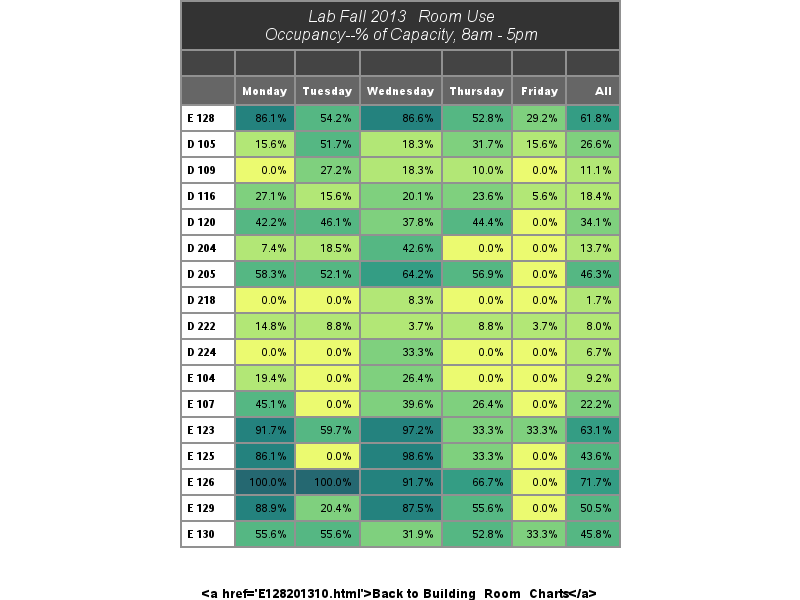 Lab Fall 2013 Room Use
Occupancy--% of Capacity, 8am - 5pm
Monday Tuesday Wednesday Thursday Friday All
E 128 86.1% 54.2% 86.6% 52.8% 29.2% 61.8%
D 105 15.6% 51.7% 18.3% 31.7% 15.6% 26.6%
D 109 0.0% 27.2% 18.3% 10.0% 0.0% 11.1%
D 116 27.1% 15.6% 20.1% 23.6% 5.6% 18.4%
D 120 42.2% 46.1% 37.8% 44.4% 0.0% 34.1%
D 204 7.4% 18.5% 42.6% 0.0% 0.0% 13.7%
D 205 58.3% 52.1% 64.2% 56.9% 0.0% 46.3%
D 218 0.0% 0.0% 8.3% 0.0% 0.0% 1.7%
D 222 14.8% 8.8% 3.7% 8.8% 3.7% 8.0%
D 224 0.0% 0.0% 33.3% 0.0% 0.0% 6.7%
E 104 19.4% 0.0% 26.4% 0.0% 0.0% 9.2%
E 107 45.1% 0.0% 39.6% 26.4% 0.0% 22.2%
E 123 91.7% 59.7% 97.2% 33.3% 33.3% 63.1%
E 125 86.1% 0.0% 98.6% 33.3% 0.0% 43.6%
E 126 100.0% 100.0% 91.7% 66.7% 0.0% 71.7%
E 129 88.9% 20.4% 87.5% 55.6% 0.0% 50.5%
E 130 55.6% 55.6% 31.9% 52.8% 33.3% 45.8%
<a href='E128201310.html'>Back to Building Room Charts</a>